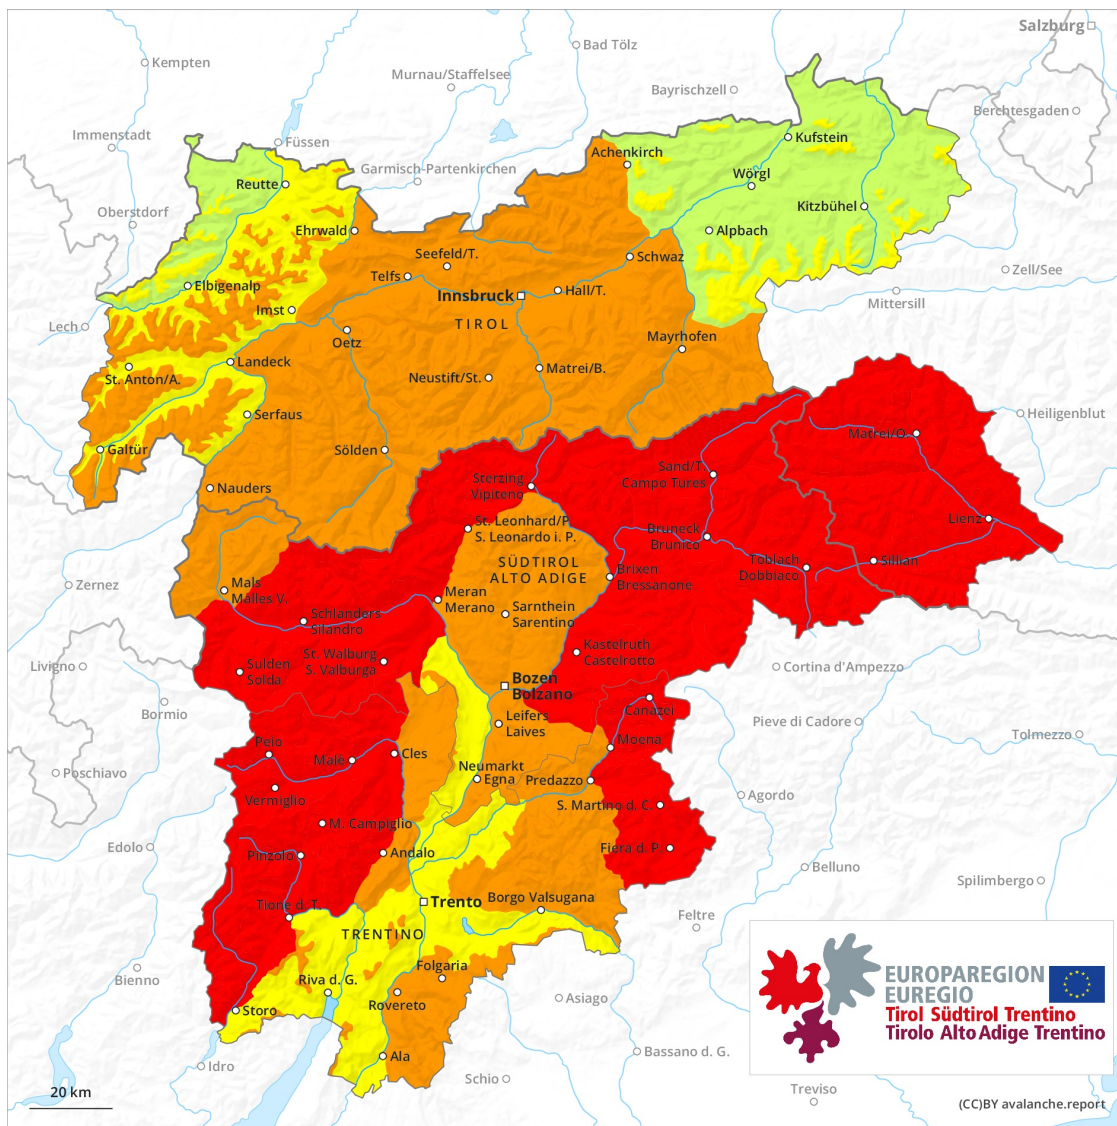 Salzburg
Bad Tölz
Kempten
Murnau/Staffelsee
Bayrischzell
Berchtesgaden
Immenstadt
Füssen
Kufstein
Achenkirch
Garmisch-Partenkirchen
Wörgl
Reutte
Oberstdorf
Kitzbühel
Ehrwald
Alpbach
Seefeld/T.
Schwaz
Telfs
Zell/See
Elbigenalp
Innsbruck
Hall/T.
Mittersill
Imst
Lech
TIROL
Oetz
Mayrhofen
Landeck
St. Anton/A.
Neustift/St.
Matrei/B.
Serfaus
Heiligenblut
Matrei/O.
Galtür
Sölden
Sand/T.
Campo Tures
Sterzing
Vipiteno
Nauders
St. Leonhard/P.
S. Leonardo i. P.
Lienz
Bruneck
Brunico
SÜDTIROL
ALTO ADIGE
Toblach
Dobbiaco
Sillian
Brixen
Bressanone
Zernez
Mals
Malles V.
Meran
Merano
Sarnthein
Sarentino
Schlanders
Silandro
Kastelruth
Castelrotto
St. Walburg
S. Valburga
Livigno
Sulden
Solda
Cortina d'Ampezzo
Bozen
Bolzano
Canazei
Bormio
Leifers
Laives
Pieve di Cadore
Tolmezzo
Moena
Peio
Malè
Cles
Poschiavo
Neumarkt
Egna
Predazzo
Vermiglio
Agordo
S. Martino d. C.
M. Campiglio
Edolo
Fiera d. P.
Pinzolo
Andalo
Belluno
Spilimbergo
Trento
Borgo Valsugana
Tione d. T.
Feltre
TRENTINO
Bienno
Folgaria
Riva d. G.
Rovereto
Storo
Asiago
EUROPAREGION
EUREGIO
Tirol Südtirol Trentino
Tirolo Alto Adige Trentino
Ala
Bassano d. G.
Idro
Schio
Treviso
20 km
(CC)BY avalanche.report